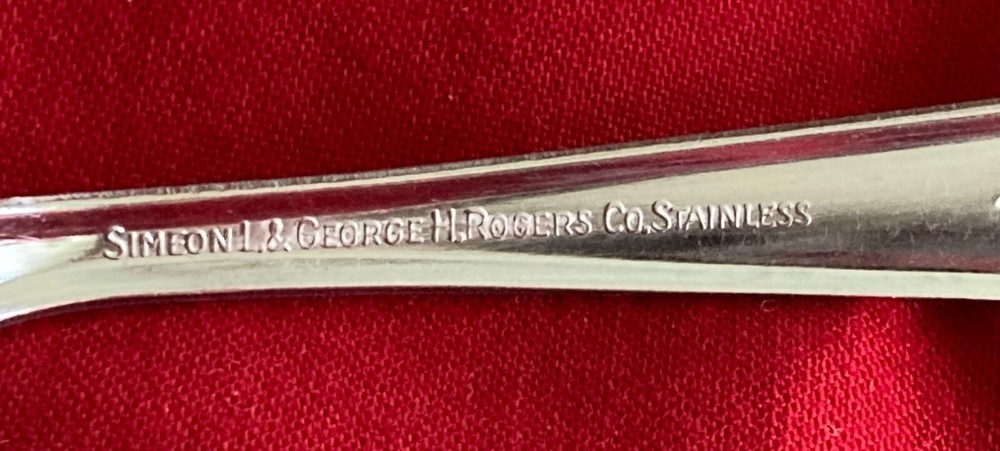 SIMEON L. & GEORGE H. ROGERS CO. STAINLESS